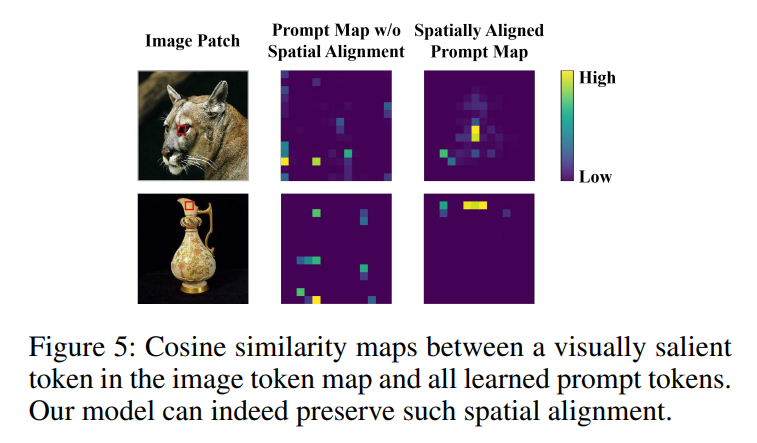 Image Patch
Prompt Map w/o
Spatial Alignment
Spatially Aligned
Prompt Map
High
Low
Figure 5: Cosine similarity maps between a visually salient
token in the image token map and all learned prompt tokens.
Our model can indeed preserve such spatial alignment.